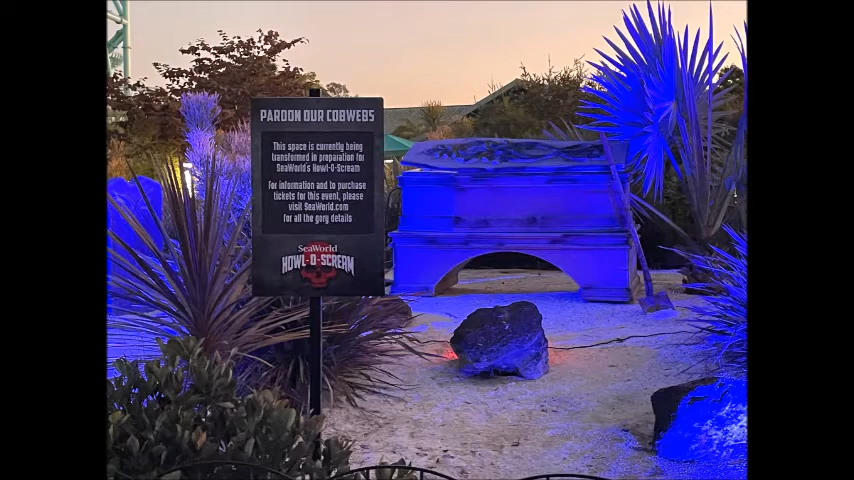 PARDON OUR COBWEBS
This space is currently being
transformed in preparation for
SeaWorld's Howl-O-Scream
For information and to purchase
tickets for this event, please
visit SeaWorld.com
for all the gory details
SeaWorld
HOWL-O-SCREAM